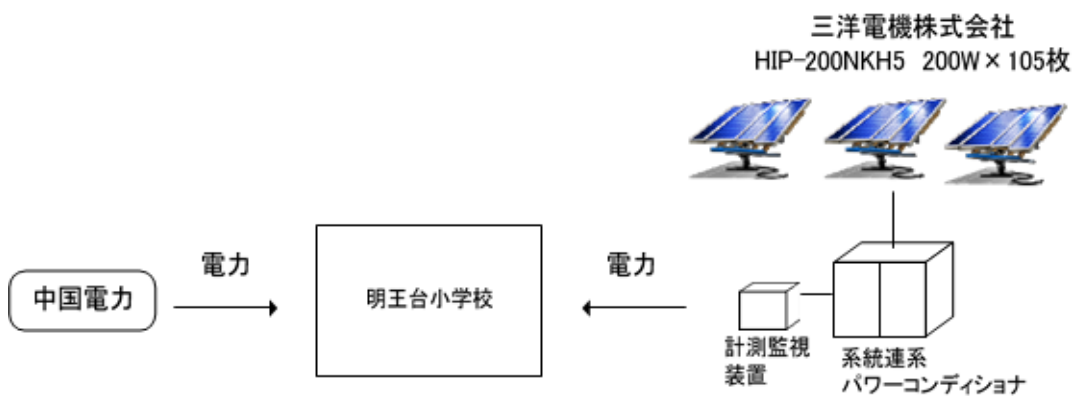 三洋電機株式会社
HIP-200NKH5 200W×105枚
電力
電力
中国電力
明王台小学校
計測監視
装置
系統連系
パワーコンディショナ